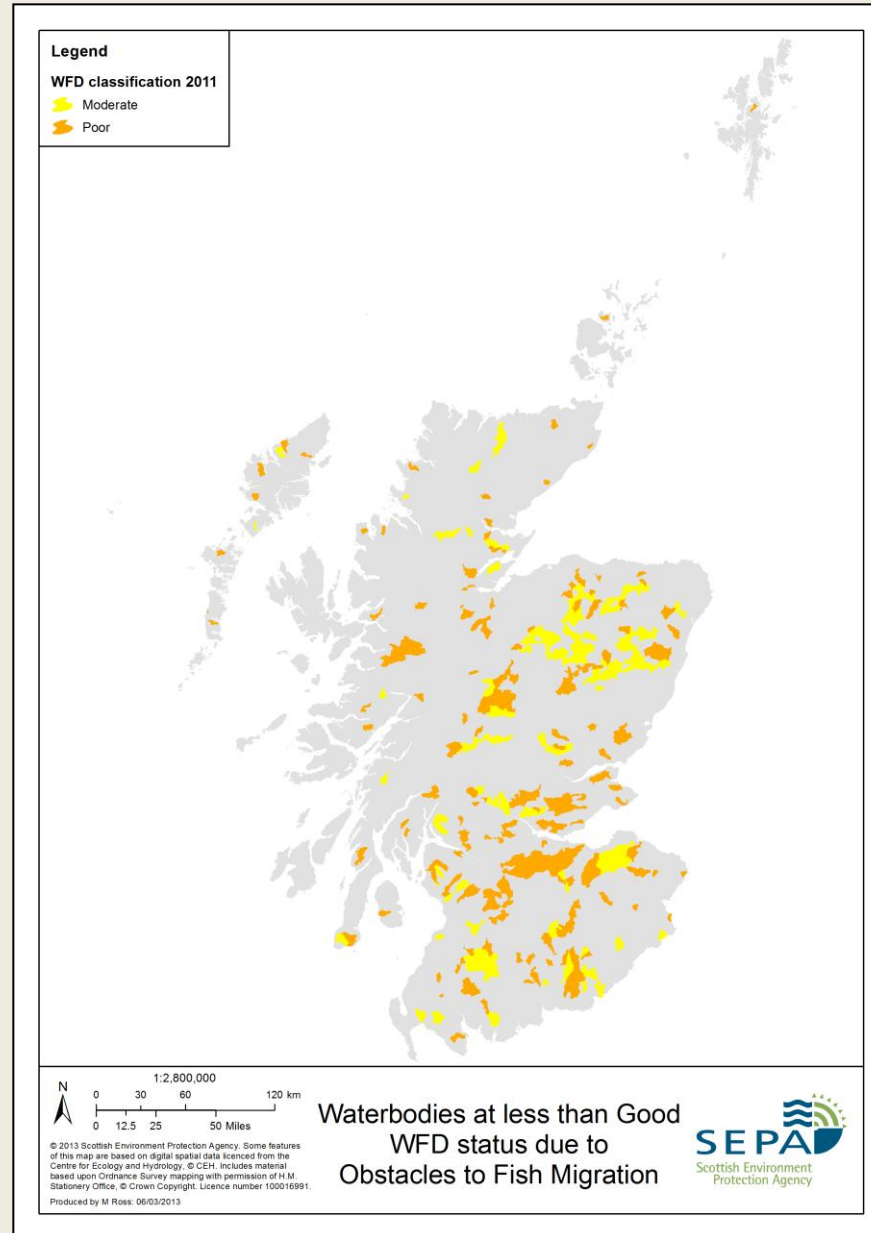 Legend
WFD classification 2011
Moderate
Poor
N
1:2,800,000
0 30 60 120 km
0 12.5 25 50 Miles
© 2013 Scottish Environment Protection Agency. Some features
of this map are based on digital spatial data licenced from the
Centre for Ecology and Hydrology, © CEH. Includes material
based upon Ordnance Survey mapping with permission of H.M.
Stationery Office, © Crown Copyright. Licence number 100016991.
Produced by M Ross: 06/03/2013
Waterbodies at less than Good
WFD status due to
Obstacles to Fish Migration
SEPA
Scottish Environment
Protection Agency